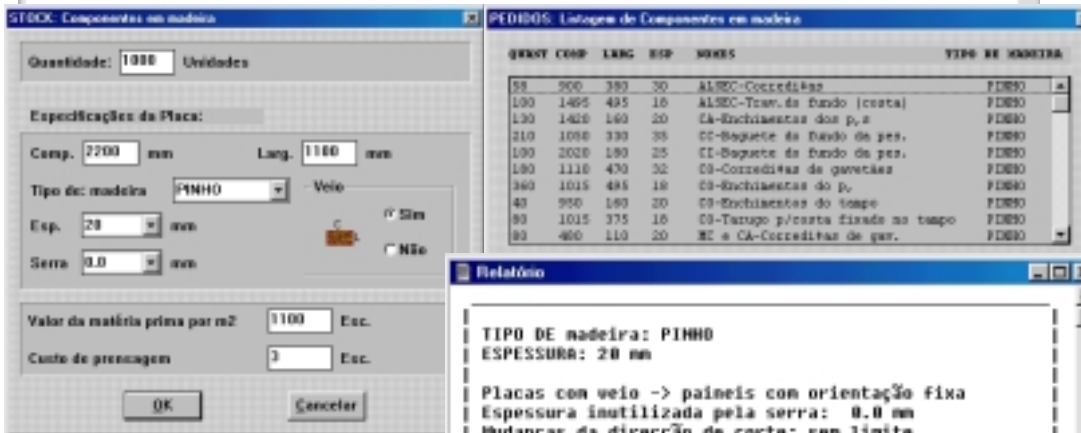 STOCK: Componentes em madeira
Quantidade: 1000 Unidades
Especificações da Placa:
Comp. 2200 mm Larg. 1100 mm
Tipo de: madeira PINHO
Veio
Esp. 20 mm
Sim
Não
Serra 0.0 mm
Valor da matéria prima por m2 1100 Esc.
Custo de prensagem 3 Esc.
OK Cancelar
PEDIDOS: Listagem de Componentes em madeira
QUANT COMP LARG ESP NOMES TIPO DE MADEIRA
58 900 380 30 ALSEC-Corrediças PINHO
100 1495 495 18 ALSEC-Trav.do fundo (costa) PINHO
130 1420 160 20 CA-Enchimentos dos p,s PINHO
210 1050 330 35 CC-Baguete do fundo da pes. PINHO
100 2020 180 25 CI-Baguete do fundo da pes. PINHO
180 1110 470 32 CO-Corrediças de gavetões PINHO
360 1015 495 18 CO-Enchimentos do p, PINHO
40 950 160 20 CO-Enchimentos do tampo PINHO
80 1015 375 18 CO-Tarugo p/costa fixado no tampo PINHO
80 400 110 20 MC e CA-Corrediças de gav. PINHO
Relatório
TIPO DE madeira: PINHO
ESPESSURA: 20 mm
Placas com veio -> paineis com orientação fixa
Espessura inutilizada pela serra: 0.0 mm
Mudanças da direcção de corte: sem limite